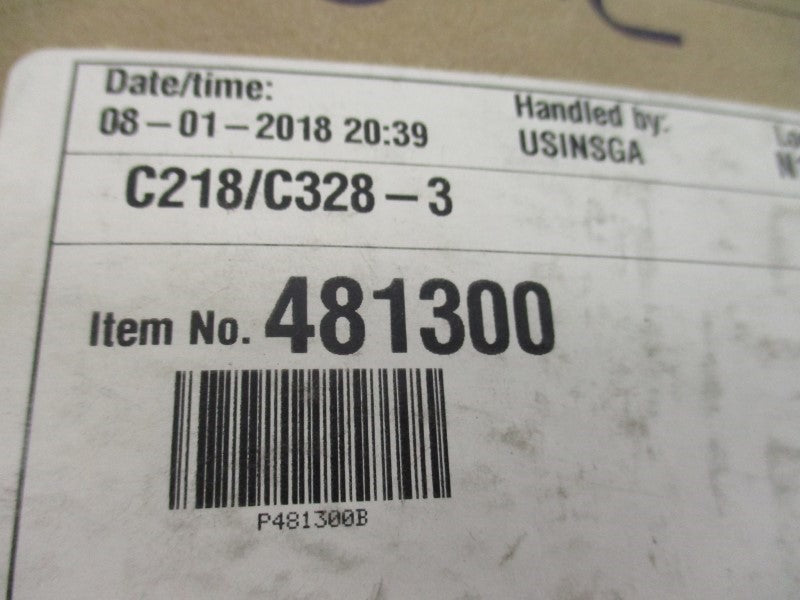 Date/time:
08-01-2018 20:39
Handled by:
USINSGA
C218/C328-3
Item No. 481300
P481300B